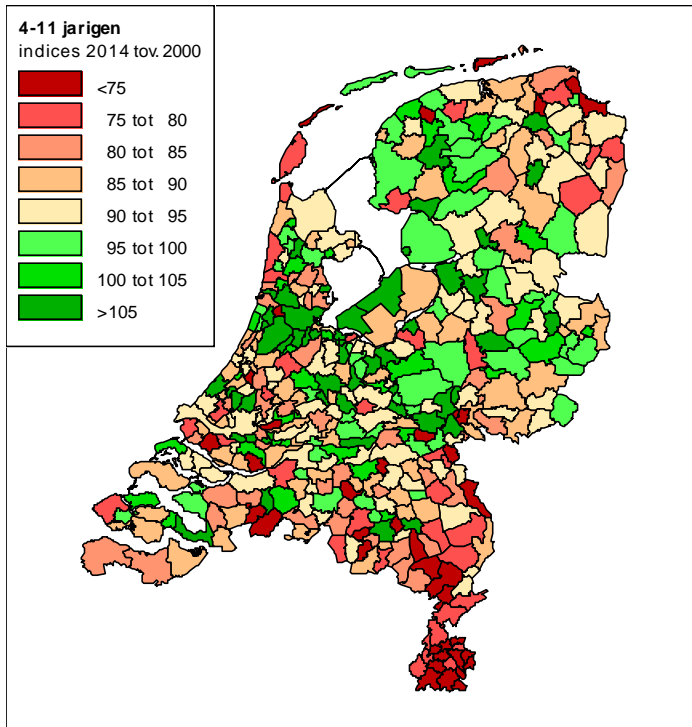 4-11 jarigen
indices 2014 tov. 2000
<75
75 tot 80
80 tot 85
85 tot 90
90 tot 95
95 tot 100
100 tot 105
>105